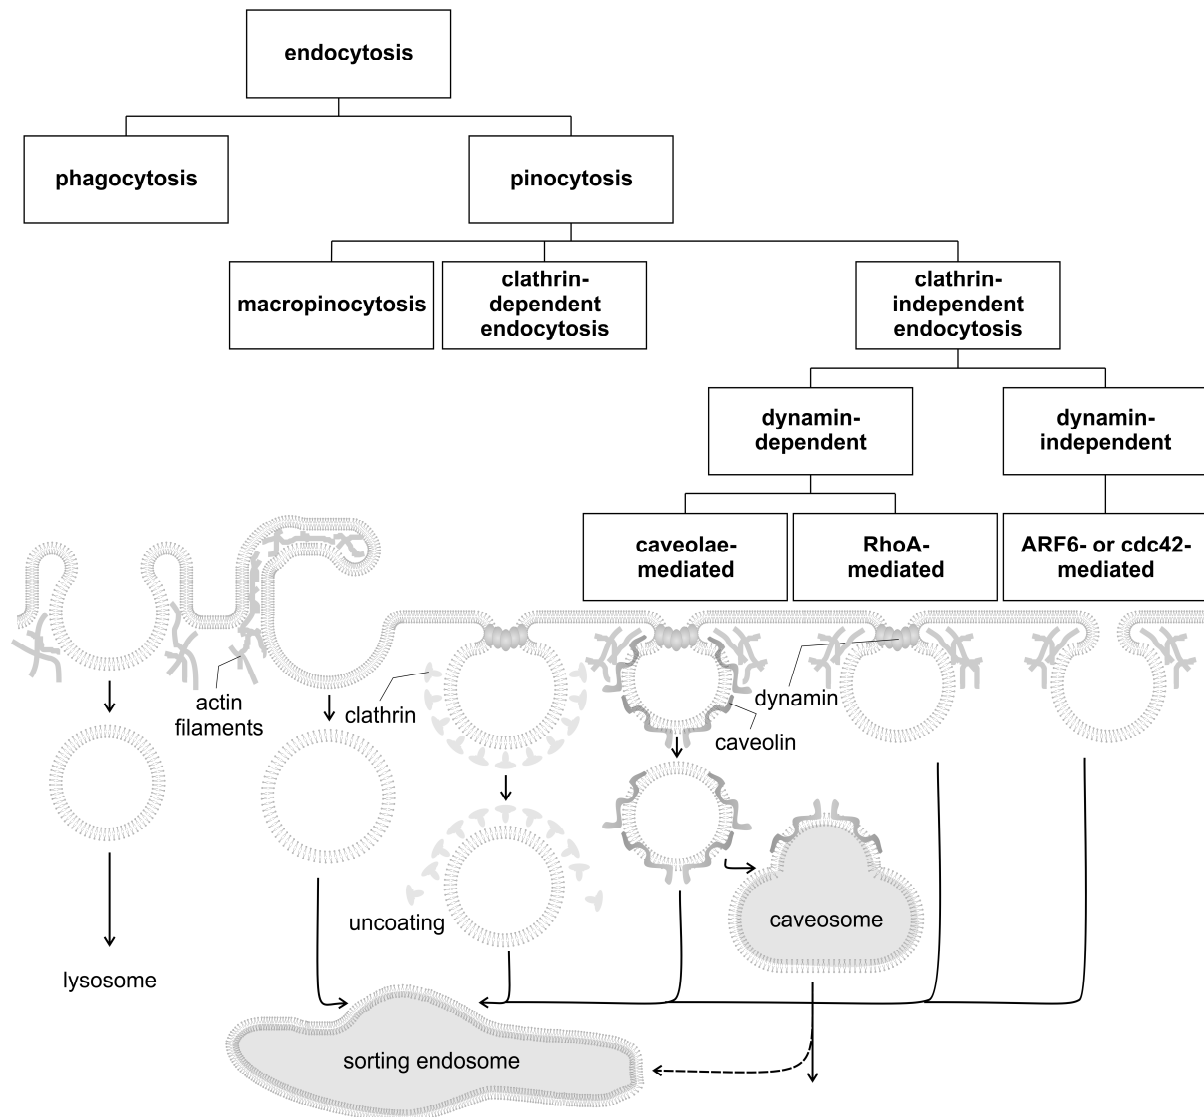 endocytosis
phagocytosis
pinocytosis
macropinocytosis
clathrin-
dependent
endocytosis
clathrin-
independent
endocytosis
dynamin-
dependent
dynamin-
independent
caveolae-
mediated
RhoA-
mediated
ARF6- or cdc42-
mediated
actin
filaments
clathrin
dynamin
caveolin
uncoating
caveosome
lysosome
sorting endosome